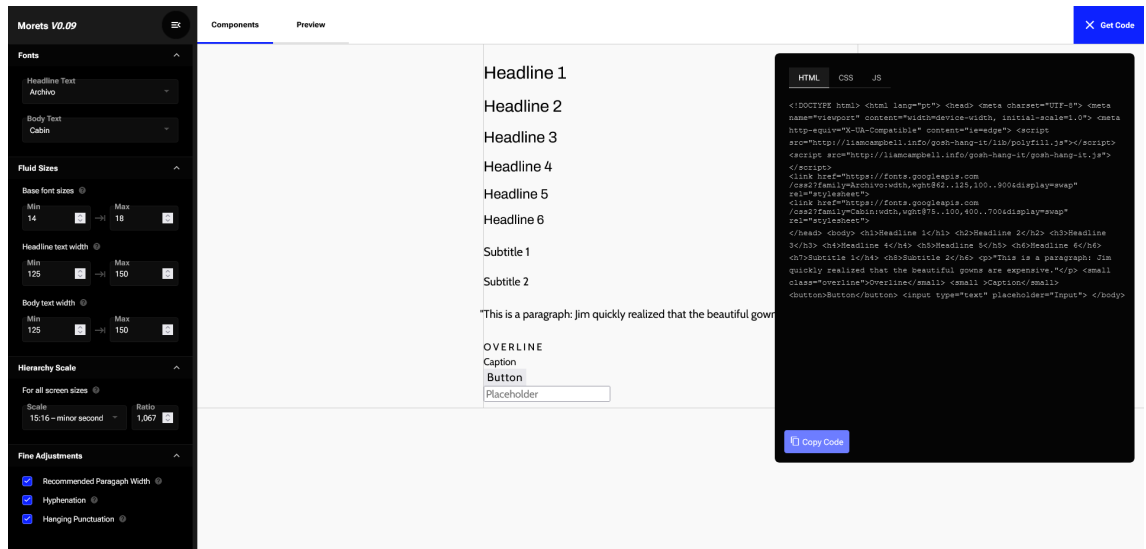 Morets V0.09
Components
Preview
Get Code
Fonts
Headline Text
Archivo
Body Text
Cabin
Fluid Sizes
Base font sizes
Min
14
Max
18
Headline text width
Min
125
Max
150
Body text width
Min
125
Max
150
Hierarchy Scale
For all screen sizes
Scale
15:16 – minor second
Ratio
1,067
Fine Adjustments
Recommended Paragaph Width
Hyphenation
Hanging Punctuation
Headline 1
Headline 2
Headline 3
Headline 4
Headline 5
Headline 6
Subtitle 1
Subtitle 2
"This is a paragraph: Jim quickly realized that the beautiful gown
OVERLINE
Caption
Button
Placeholder
HTML CSS JS
<!DOCTYPE html> <html lang="pt"> <head> <meta charset="UTF-8"> <meta
name="viewport" content="width=device-width, initial-scale=1.0"> <meta
http-equiv="X-UA-Compatible" content="ie=edge"> <script
src="http://liamcampbell.info/gosh-hang-it/lib/polyfill.js"></script>
<script src="http://liamcampbell.info/gosh-hang-it/gosh-hang-it.js">
</script>
<link href="https://fonts.googleapis.com
/css2?family=Archivo:wdth,wght@62..125,100..900&display=swap"
rel="stylesheet">
<link href="https://fonts.googleapis.com
/css2?family=Cabin:wdth,wght@75..100,400..700&display=swap"
rel="stylesheet">
</head> <body> <h1>Headline 1</h1> <h2>Headline 2</h2> <h3>Headline
3</h3> <h4>Headline 4</h4> <h5>Headline 5</h5> <h6>Headline 6</h6>
<h7>Subtitle 1</h4> <h8>Subtitle 2</h6> <p>"This is a paragraph: Jim
quickly realized that the beautiful gowns are expensive."</p> <small
class="overline">Overline</small> <small >Caption</small>
<button>Button</button> <input type="text" placeholder="Input"> </body>
Copy Code